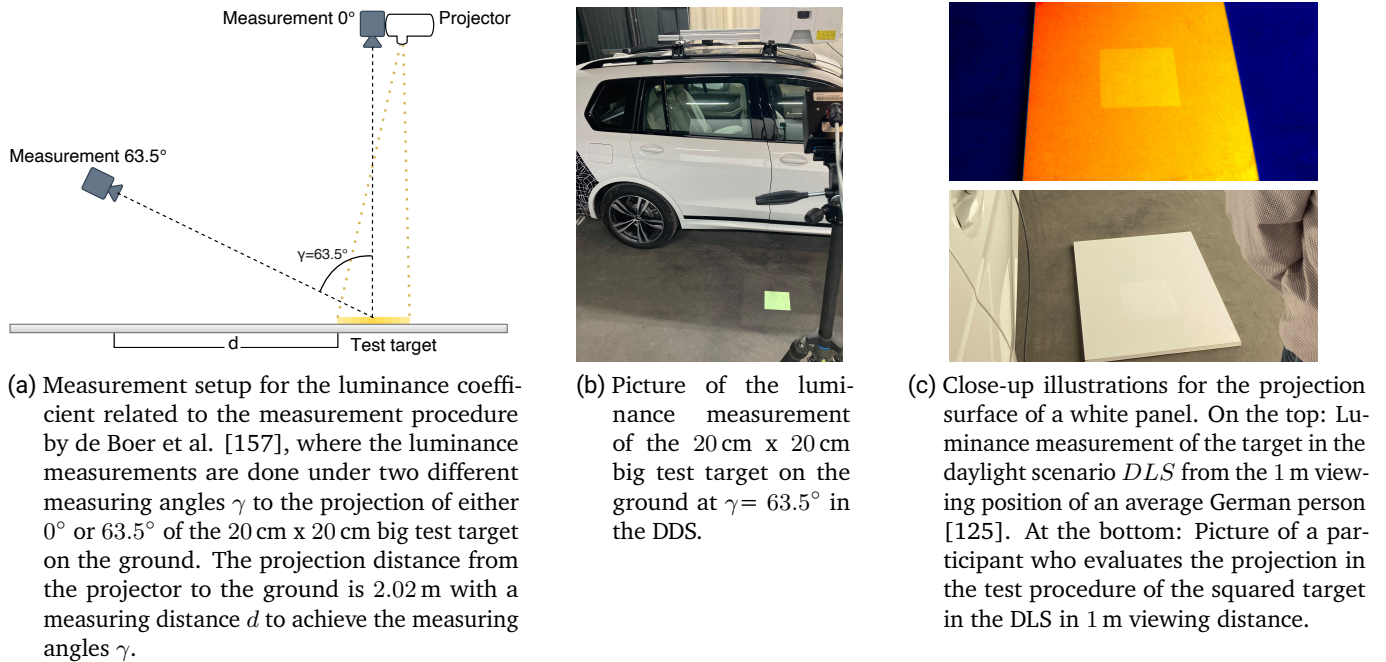 Measurement 0°
Projector
Measurement 63.5°
γ=63.5°
d
Test target
(a) Measurement setup for the luminance coeffi-
cient related to the measurement procedure
by de Boer et al. [157], where the luminance
measurements are done under two different
measuring angles γ to the projection of either
0° or 63.5° of the 20 cm x 20 cm big test target
on the ground. The projection distance from
the projector to the ground is 2.02 m with a
measuring distance d to achieve the measuring
angles γ.
(b) Picture of the lumi-
nance measurement
of the 20 cm x 20 cm
big test target on the
ground at γ= 63.5° in
the DDS.
(c) Close-up illustrations for the projection
surface of a white panel. On the top: Lu-
minance measurement of the target in the
daylight scenario DLS from the 1 m view-
ing position of an average German person
[125]. At the bottom: Picture of a par-
ticipant who evaluates the projection in
the test procedure of the squared target
in the DLS in 1 m viewing distance.